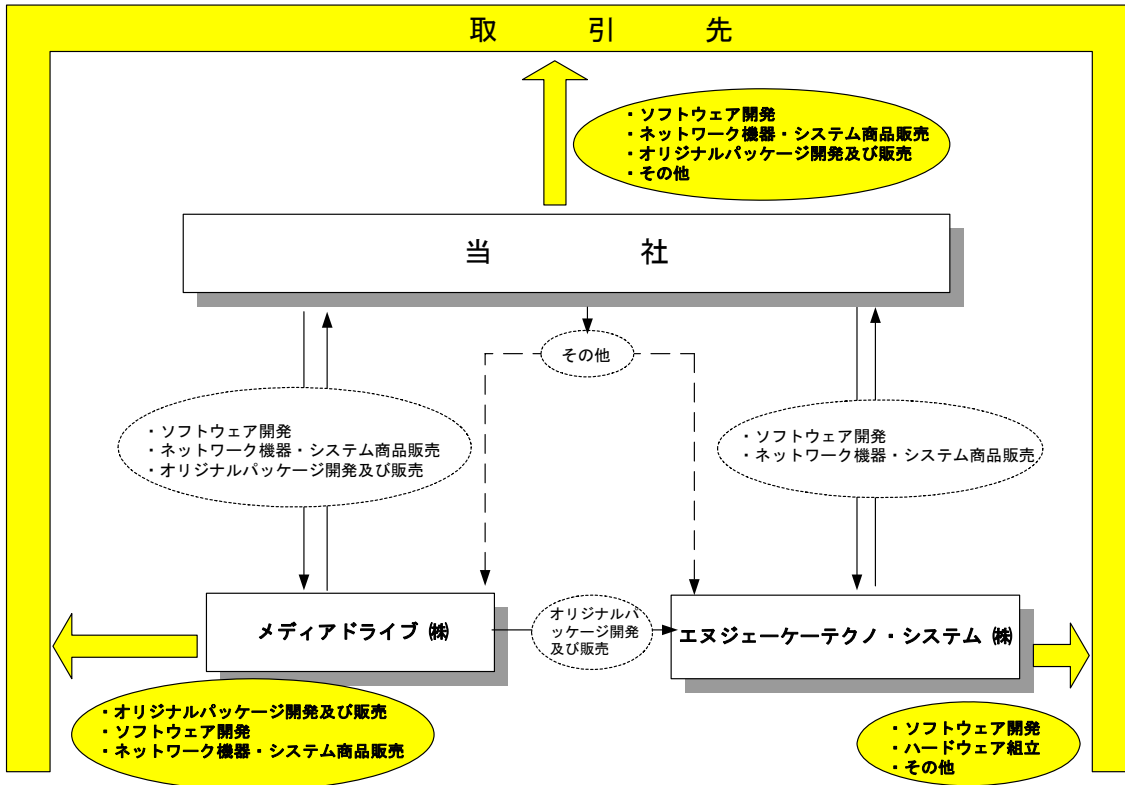 取引先
・ソフトウェア開発
・ネットワーク機器・システム商品販売
・オリジナルパッケージ開発及び販売
・その他
当社
その他
・ソフトウェア開発
・ネットワーク機器・システム商品販売
・オリジナルパッケージ開発及び販売
・ソフトウェア開発
・ネットワーク機器・システム商品販売
メディアドライブ ㈱
オリジナルパ
ッケージ開発
及び販売
エヌジェーケーテクノ・システム ㈱
・オリジナルパッケージ開発及び販売
・ソフトウェア開発
・ネットワーク機器・システム商品販売
・ソフトウェア開発
・ハードウェア組立
・その他